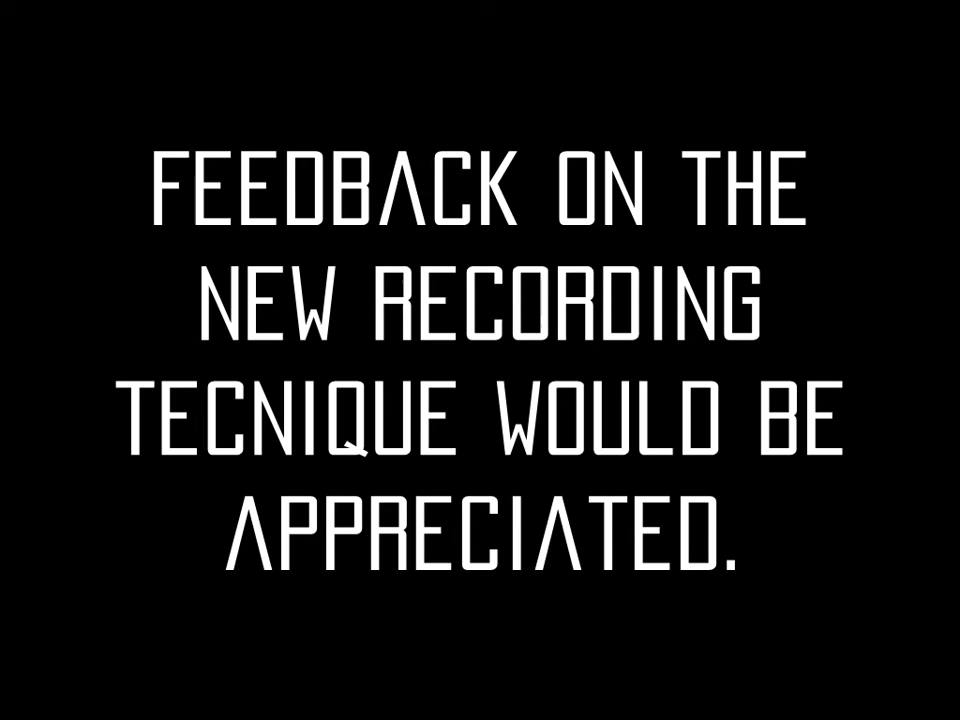 FEEDBACK ON THE
NEW RECORDING
TECNIQUE WOULD BE
APPRECIATED.